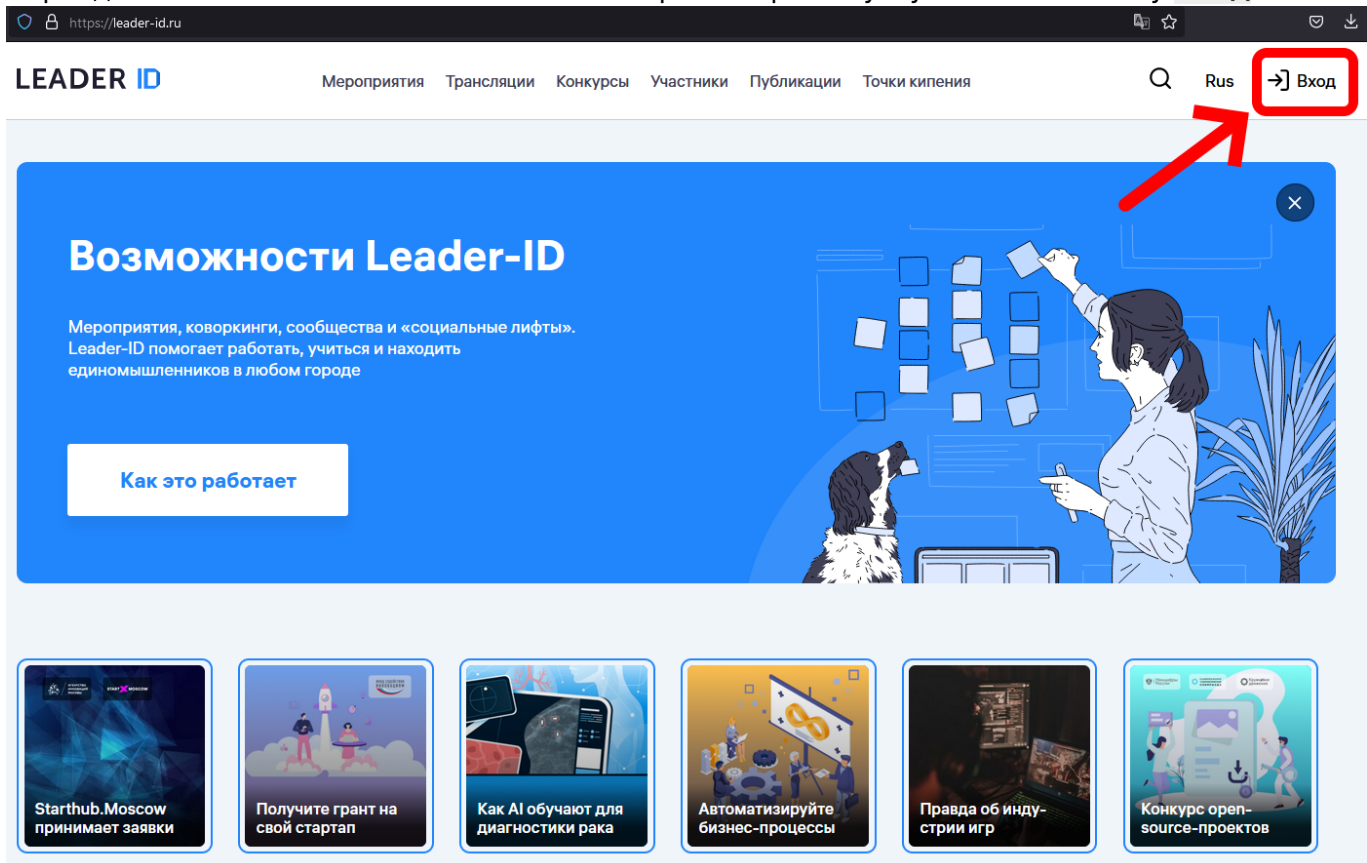 https://leader-id.ru
LEADER ID
Мероприятия Трансляции Конкурсы Участники Публикации Точки кипения
Rus
Вход
Возможности Leader-ID
Мероприятия, коворкинги, сообщества и «социальные лифты».
Leader-ID помогает работать, учиться и находить
единомышленников в любом городе
Как это работает
START X MOSCOW
Starthub.Moscow
принимает заявки
Получите грант на
свой стартап
Как AI обучают для
диагностики рака
Автоматизируйте
бизнес-процессы
Правда об инду-
стрии игр
Конкурс open-
source-проектов